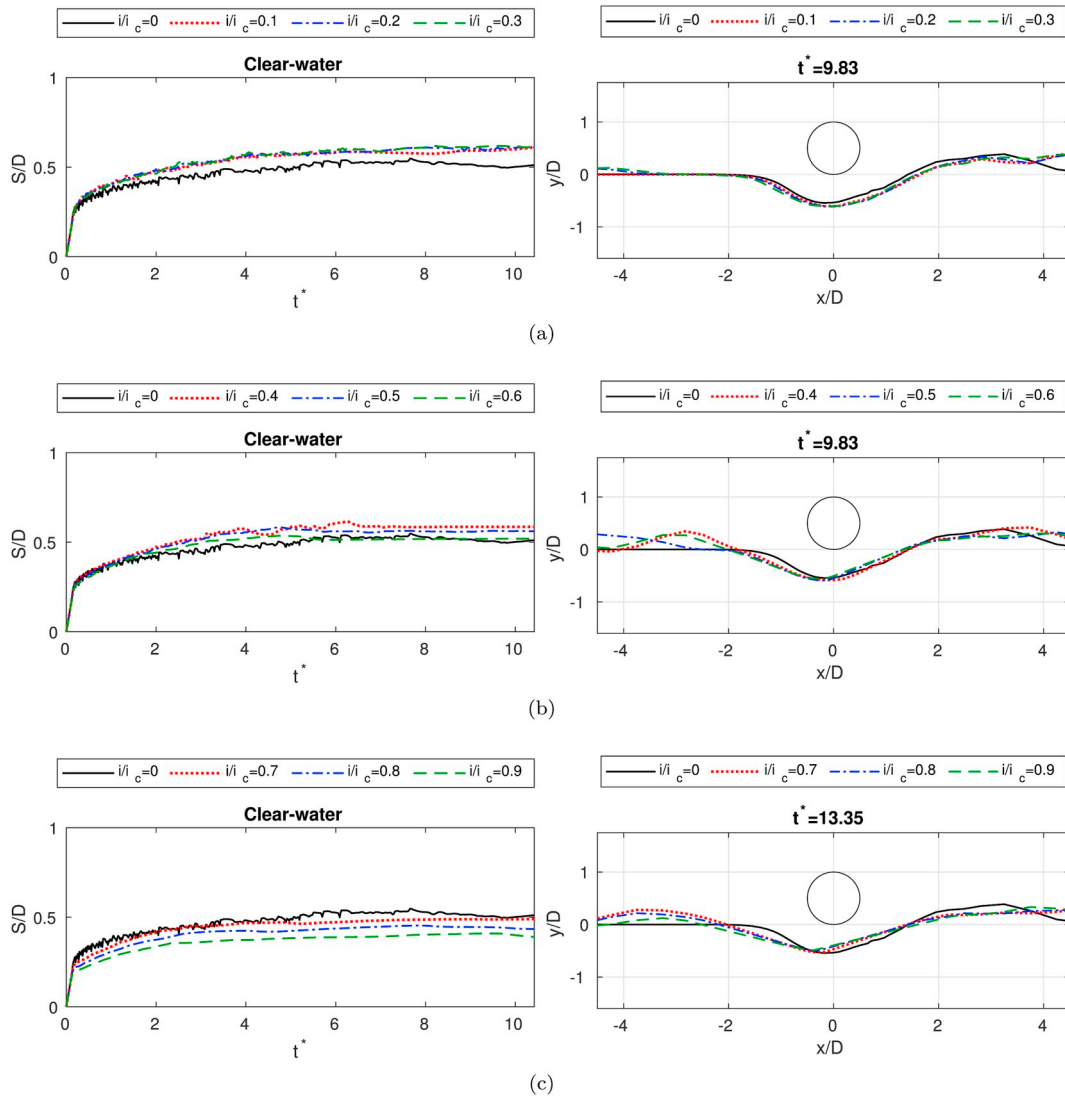 i/i c=0 i/i c=0.1 i/i c=0.2 i/i c=0.3
Clear-water
1
0.5
0
S/D
0 2 4 6 8 10
t*
i/i c=0 i/i c=0.1 i/i c=0.2 i/i c=0.3
t*=9.83
1
0
-1
y/D
-4 -2 0 2 4
x/D
(a)
i/i c=0 i/i c=0.4 i/i c=0.5 i/i c=0.6
Clear-water
1
0.5
0
S/D
0 2 4 6 8 10
t*
i/i c=0 i/i c=0.4 i/i c=0.5 i/i c=0.6
t*=9.83
1
0
-1
y/D
-4 -2 0 2 4
x/D
(b)
i/i c=0 i/i c=0.7 i/i c=0.8 i/i c=0.9
Clear-water
1
0.5
0
S/D
0 2 4 6 8 10
t*
i/i c=0 i/i c=0.7 i/i c=0.8 i/i c=0.9
t*=13.35
1
0
-1
y/D
-4 -2 0 2 4
x/D
(c)